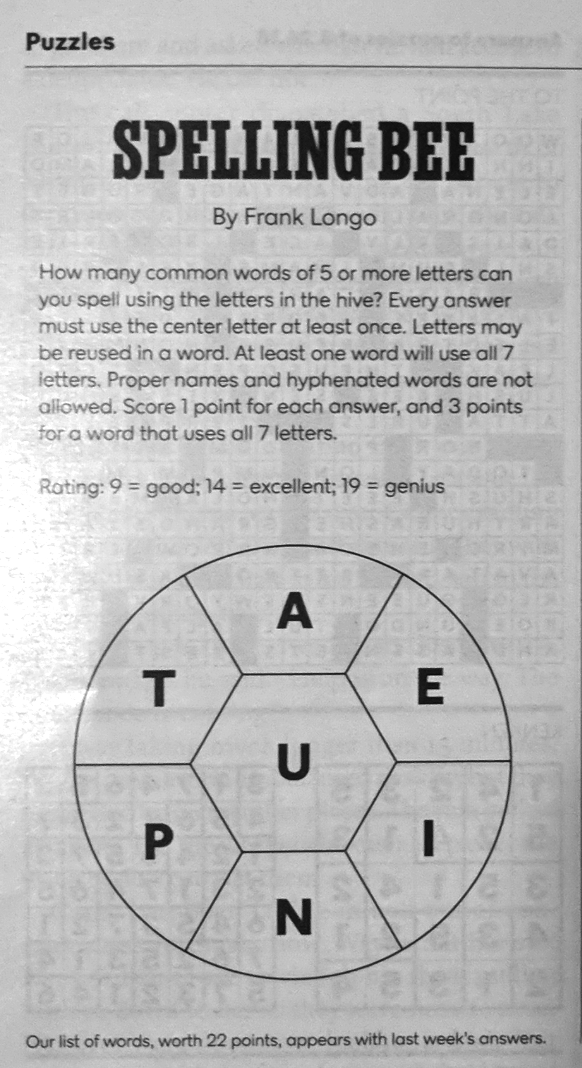 Puzzles
SPELLING BEE
By Frank Longo
How many common words of 5 or more letters can
you spell using the letters in the hive? Every answer
must use the center letter at least once. Letters may
be reused in a word. At least one word will use all 7
letters. Proper names and hyphenated words are not
allowed. Score 1 point for each answer, and 3 points
for a word that uses all 7 letters.
Rating: 9 = good; 14 = excellent; 19 = genius
A
T
E
U
P
I
N
Our list of words, worth 22 points, appears with last week's answers.